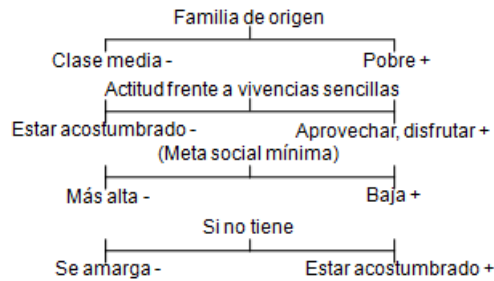 Familia de origen
Clase media - Pobre +
Actitud frente a vivencias sencillas
Estar acostumbrado - Aprovechar, disfrutar +
(Meta social mínima)
Más alta - Baja +
Si no tiene
Se amarga - Estar acostumbrado +